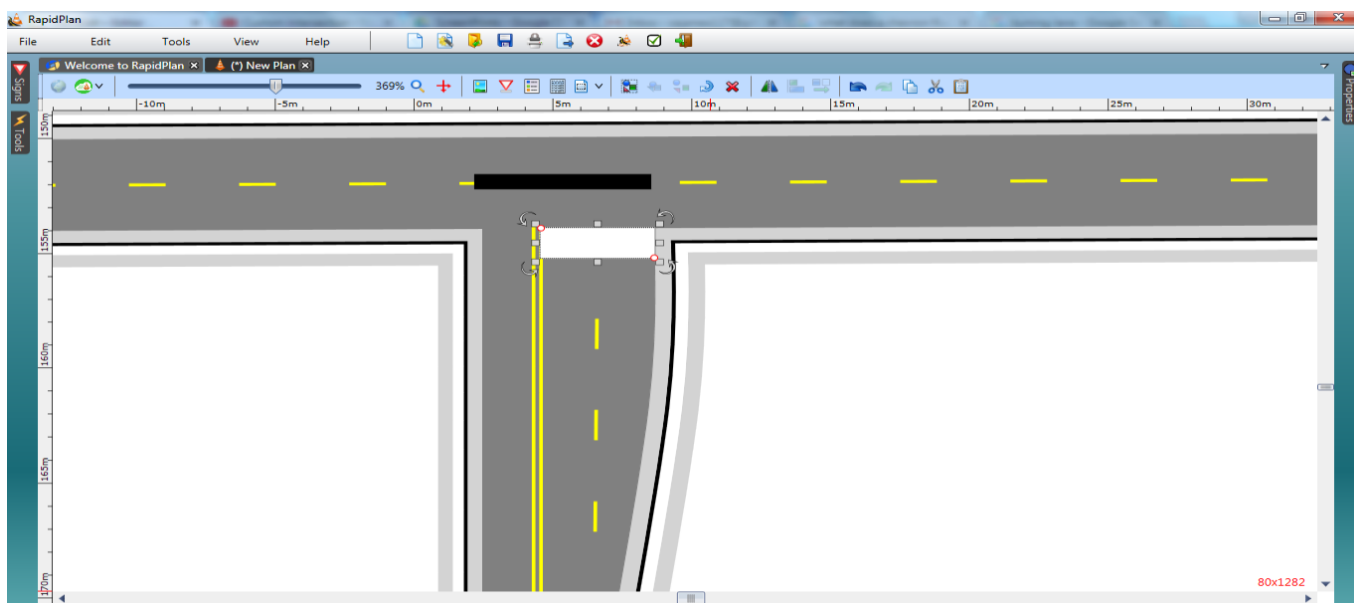 RapidPlan
File Edit Tools View Help
Welcome to RapidPlan (*) New Plan
Signs
Tools
Properties
369%
-10m -5m 0m 5m 10m 15m 20m 25m 30m
150m
155m
160m
165m
170m
80x1282